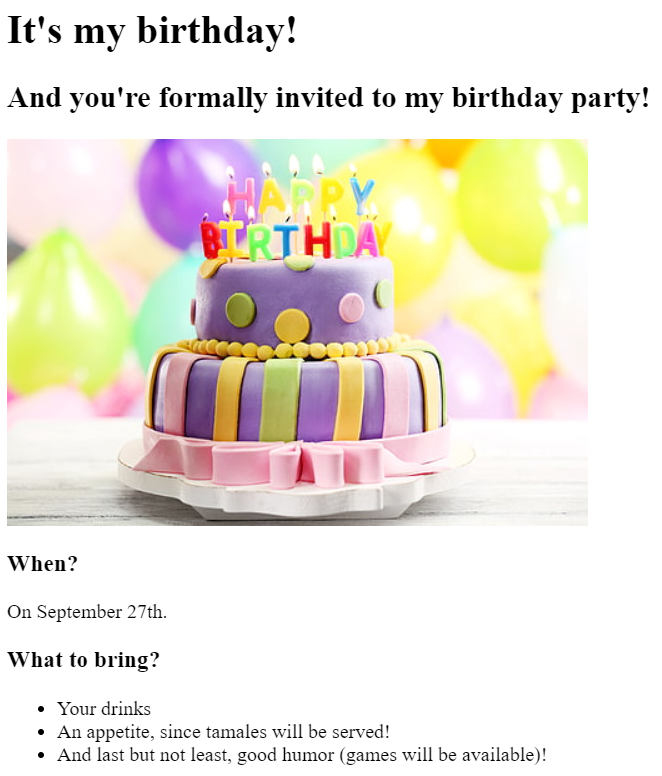 It's my birthday!
And you're formally invited to my birthday party!
HAPPY
BIRTHDAY
When?
On September 27th.
What to bring?
Your drinks
An appetite, since tamales will be served!
And last but not least, good humor (games will be available)!